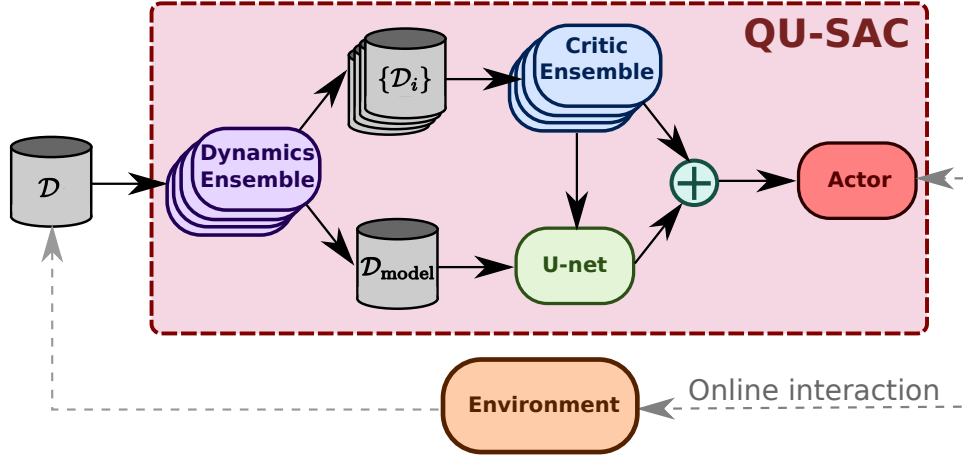 QU-SAC
{𝒟ᵢ}
Critic
Ensemble
Dynamics
Ensemble
𝒟
Actor
𝒟model
U-net
Environment
Online interaction